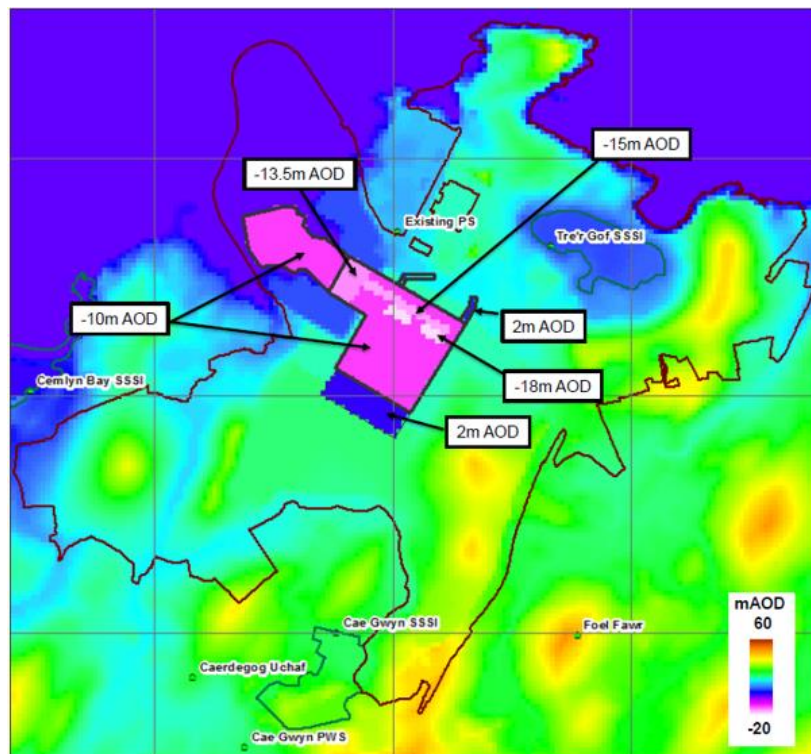 -15m AOD
-13.5m AOD
Existing PS
Tre'r Gof SSSI
-10m AOD
2m AOD
Cemlyn Bay SSSI
-18m AOD
2m AOD
mAOD
60
Cae Gwyn SSSI
Foel Fawr
Caerdegog Uchaf
-20
Cae Gwyn PWS